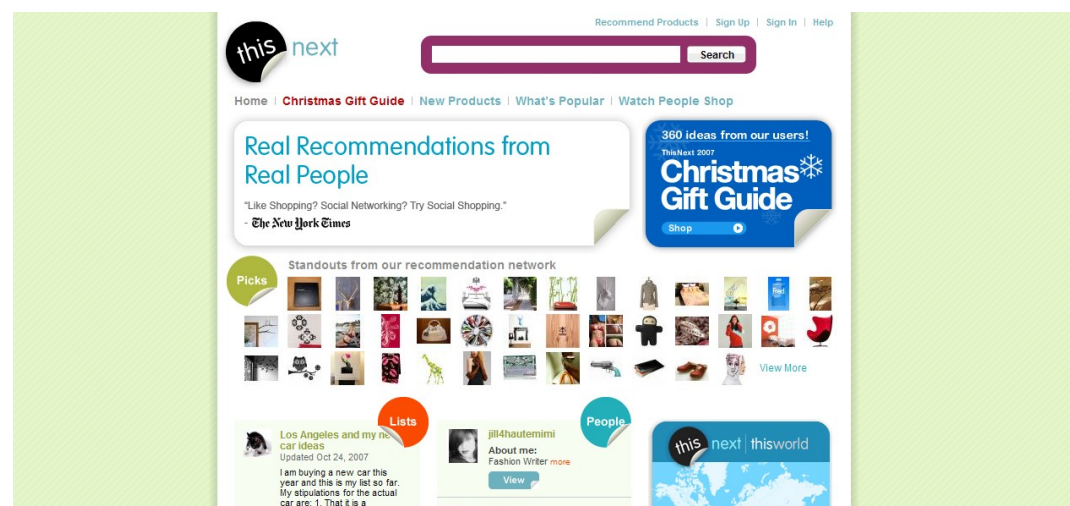 Recommend Products | Sign Up | Sign In | Help
this next
Search
Home | Christmas Gift Guide | New Products | What's Popular | Watch People Shop
Real Recommendations from
Real People
"Like Shopping? Social Networking? Try Social Shopping."
- The New York Times
360 ideas from our users!
ThisNext 2007
Christmas
Gift Guide
Shop
Picks
Standouts from our recommendation network
View More
Lists
Los Angeles and my ne
car ideas
Updated Oct 24, 2007
I am buying a new car this
year and this is my list so far.
My stipulations for the actual
car are: 1. That it is a
People
jill4hautemimi
About me:
Fashion Writer more
View
this next | thisworld